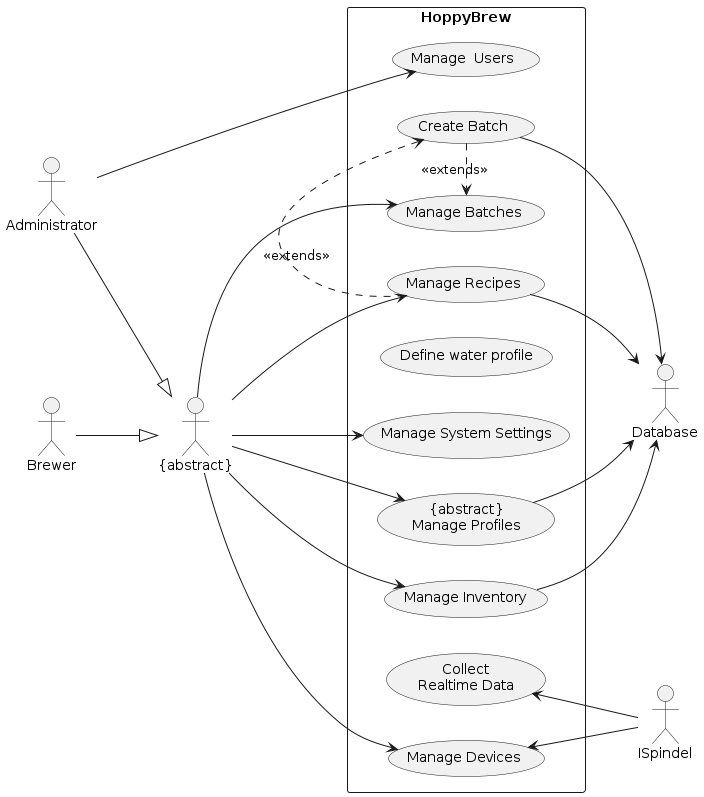 HoppyBrew
Manage  Users
Create Batch
«extends»
Administrator
Manage Batches
«extends»
Manage Recipes
Define water profile
Database
Manage System Settings
Brewer
{abstract}
{abstract}
Manage Profiles
Manage Inventory
Collect
Realtime Data
Manage Devices
ISpindel